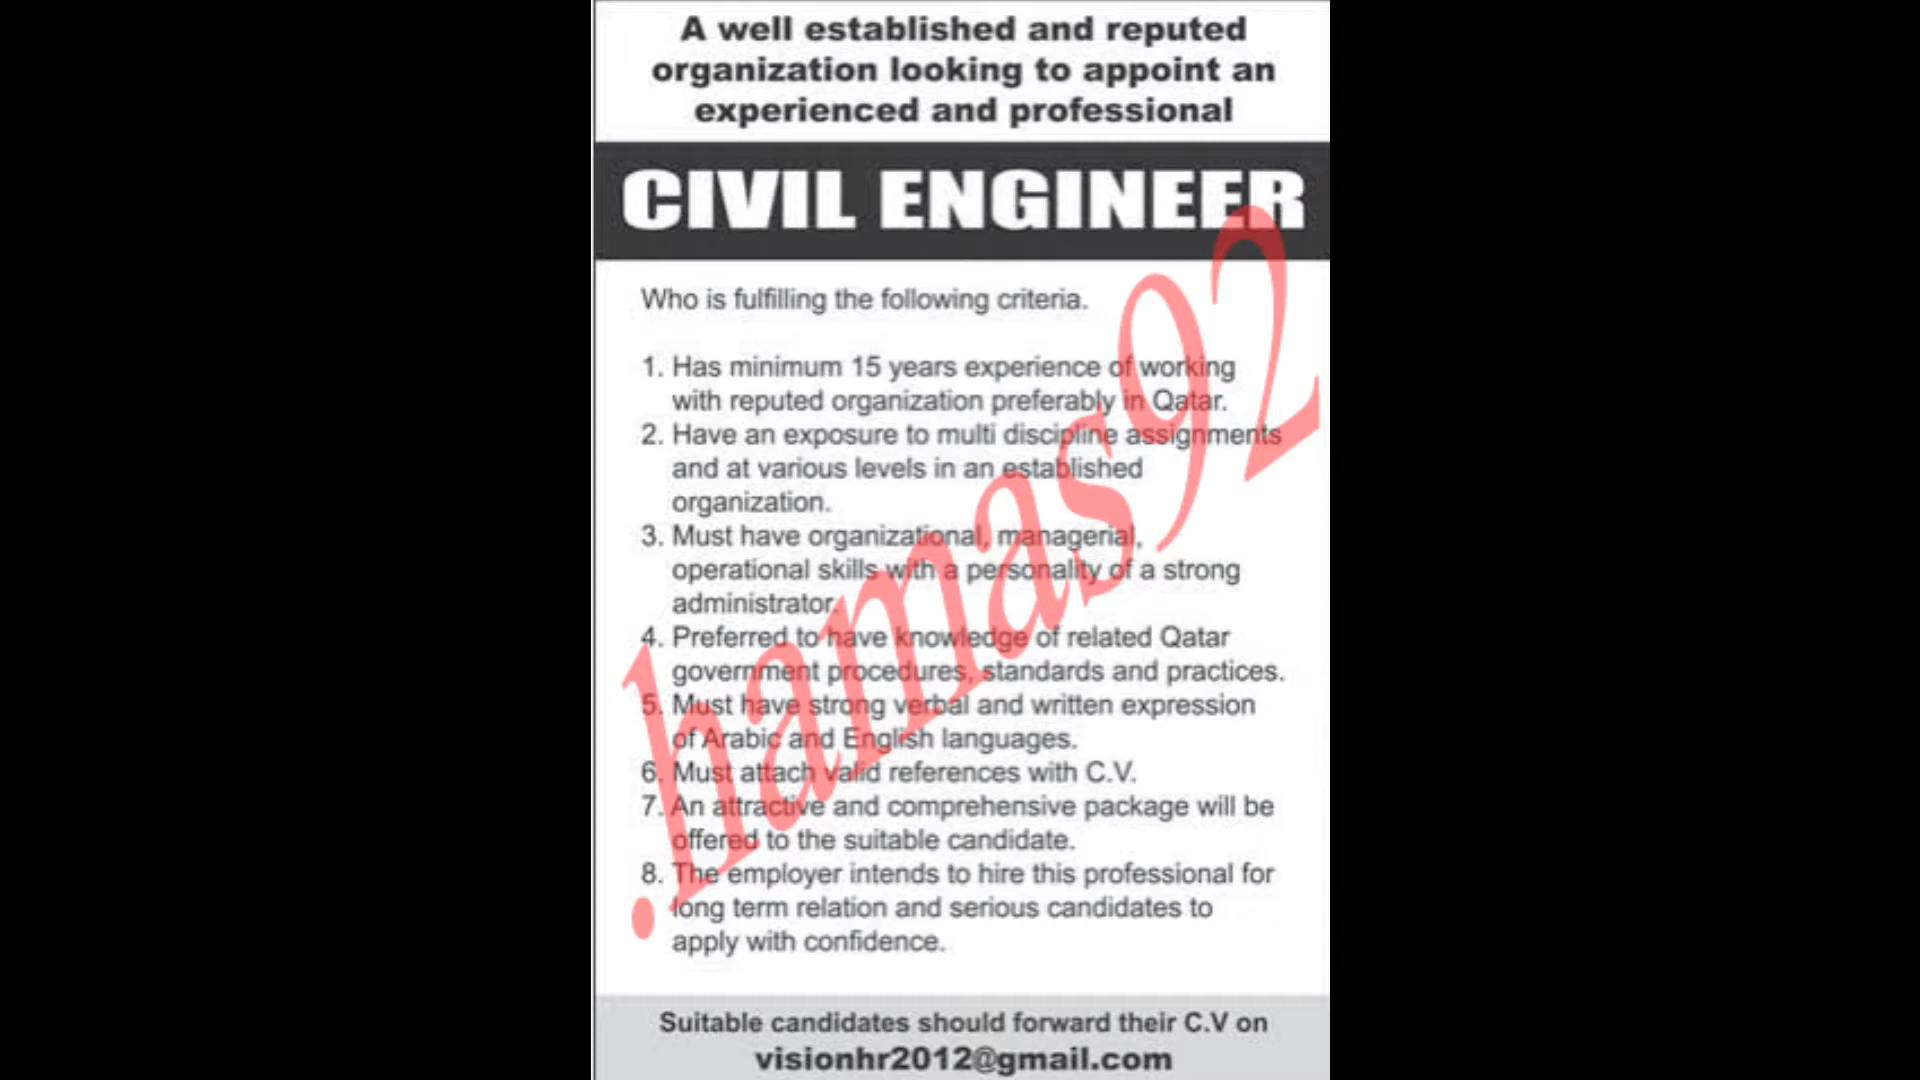 A well established and reputed
organization looking to appoint an
experienced and professional
CIVIL ENGINEER
Who is fulfilling the following criteria.
1. Has minimum 15 years experience of working
with reputed organization preferably in Qatar.
2. Have an exposure to multi discipline assignments
and at various levels in an established
organization.
3. Must have organizational, managerial,
operational skills with a personality of a strong
administrator.
4. Preferred to have knowledge of related Qatar
government procedures, standards and practices.
5. Must have strong verbal and written expression
of Arabic and English languages.
6. Must attach valid references with C.V.
7. An attractive and comprehensive package will be
offered to the suitable candidate.
8. The employer intends to hire this professional for
long term relation and serious candidates to
apply with confidence.
Suitable candidates should forward their C.V on
visionhr2012@gmail.com
.hamas92